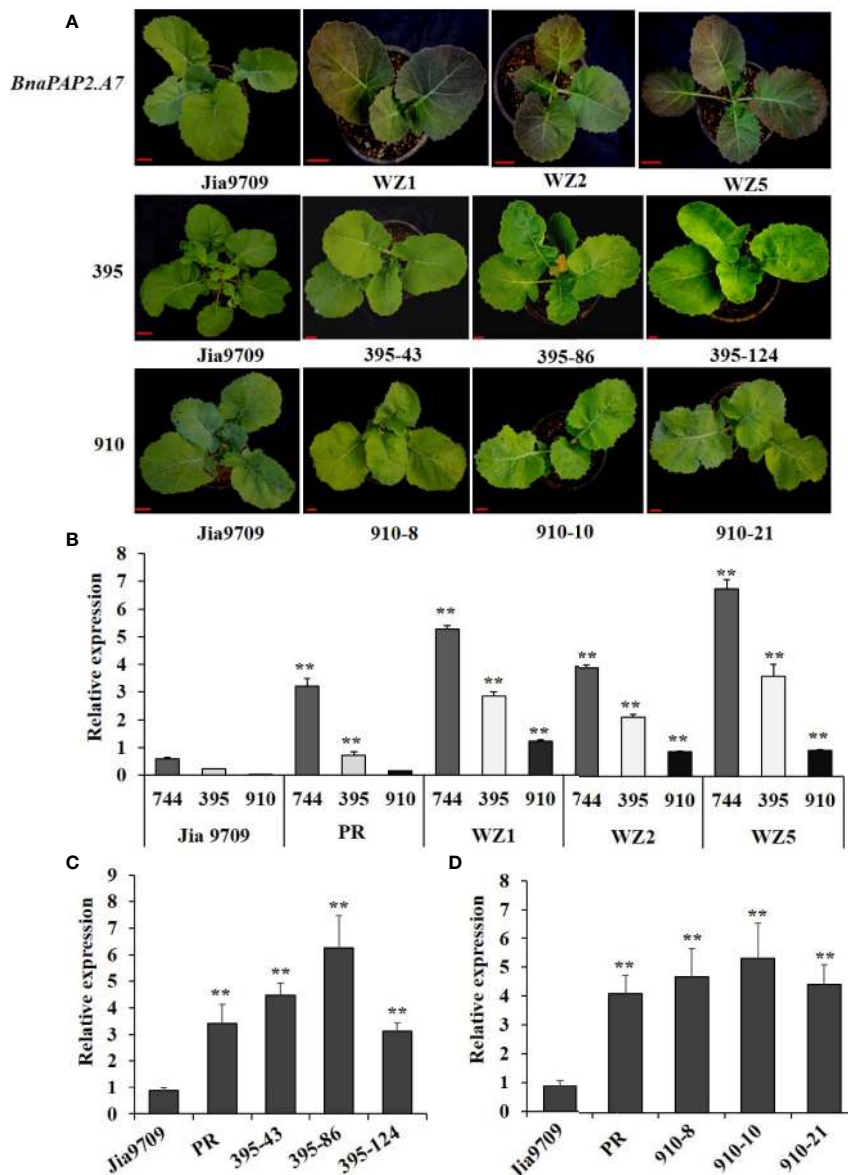 A
BnaPAP2.A7
Jia9709 WZ1 WZ2 WZ5
395
Jia9709 395-43 395-86 395-124
910
Jia9709 910-8 910-10 910-21
B
Relative expression
8
7
6
5
4
3
2
1
0
** ** ** ** ** ** ** ** ** ** **
744 395 910 744 395 910 744 395 910 744 395 910 744 395 910
Jia 9709 PR WZ1 WZ2 WZ5
C
Relative expression
9
8
7
6
5
4
3
2
1
0
** ** ** **
Jia9709 PR 395-43 395-86 395-124
D
Relative expression
8
7
6
5
4
3
2
1
0
** ** ** **
Jia9709 PR 910-8 910-10 910-21